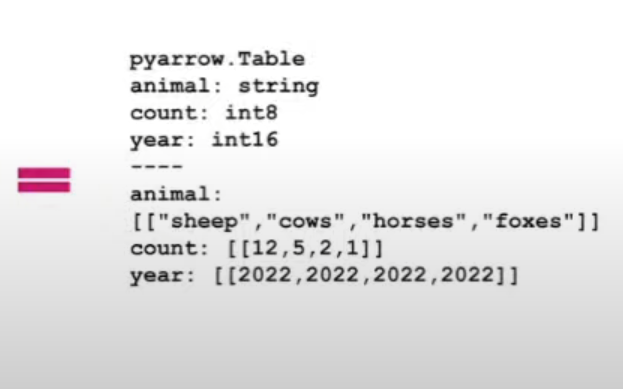 pyarrow.Table
animal: string
count: int8
year: int16
----
animal:
[["sheep","cows","horses","foxes"]]
count: [[12,5,2,1]]
year: [[2022,2022,2022,2022]]